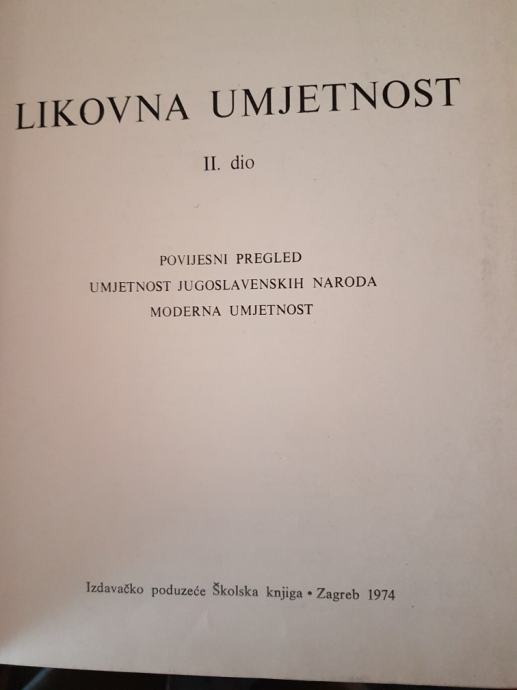 LIKOVNA UMJETNOST
II. dio
POVIJESNI PREGLED
UMJETNOST JUGOSLAVENSKIH NARODA
MODERNA UMJETNOST
Izdavačko poduzeće Školska knjiga • Zagreb 1974